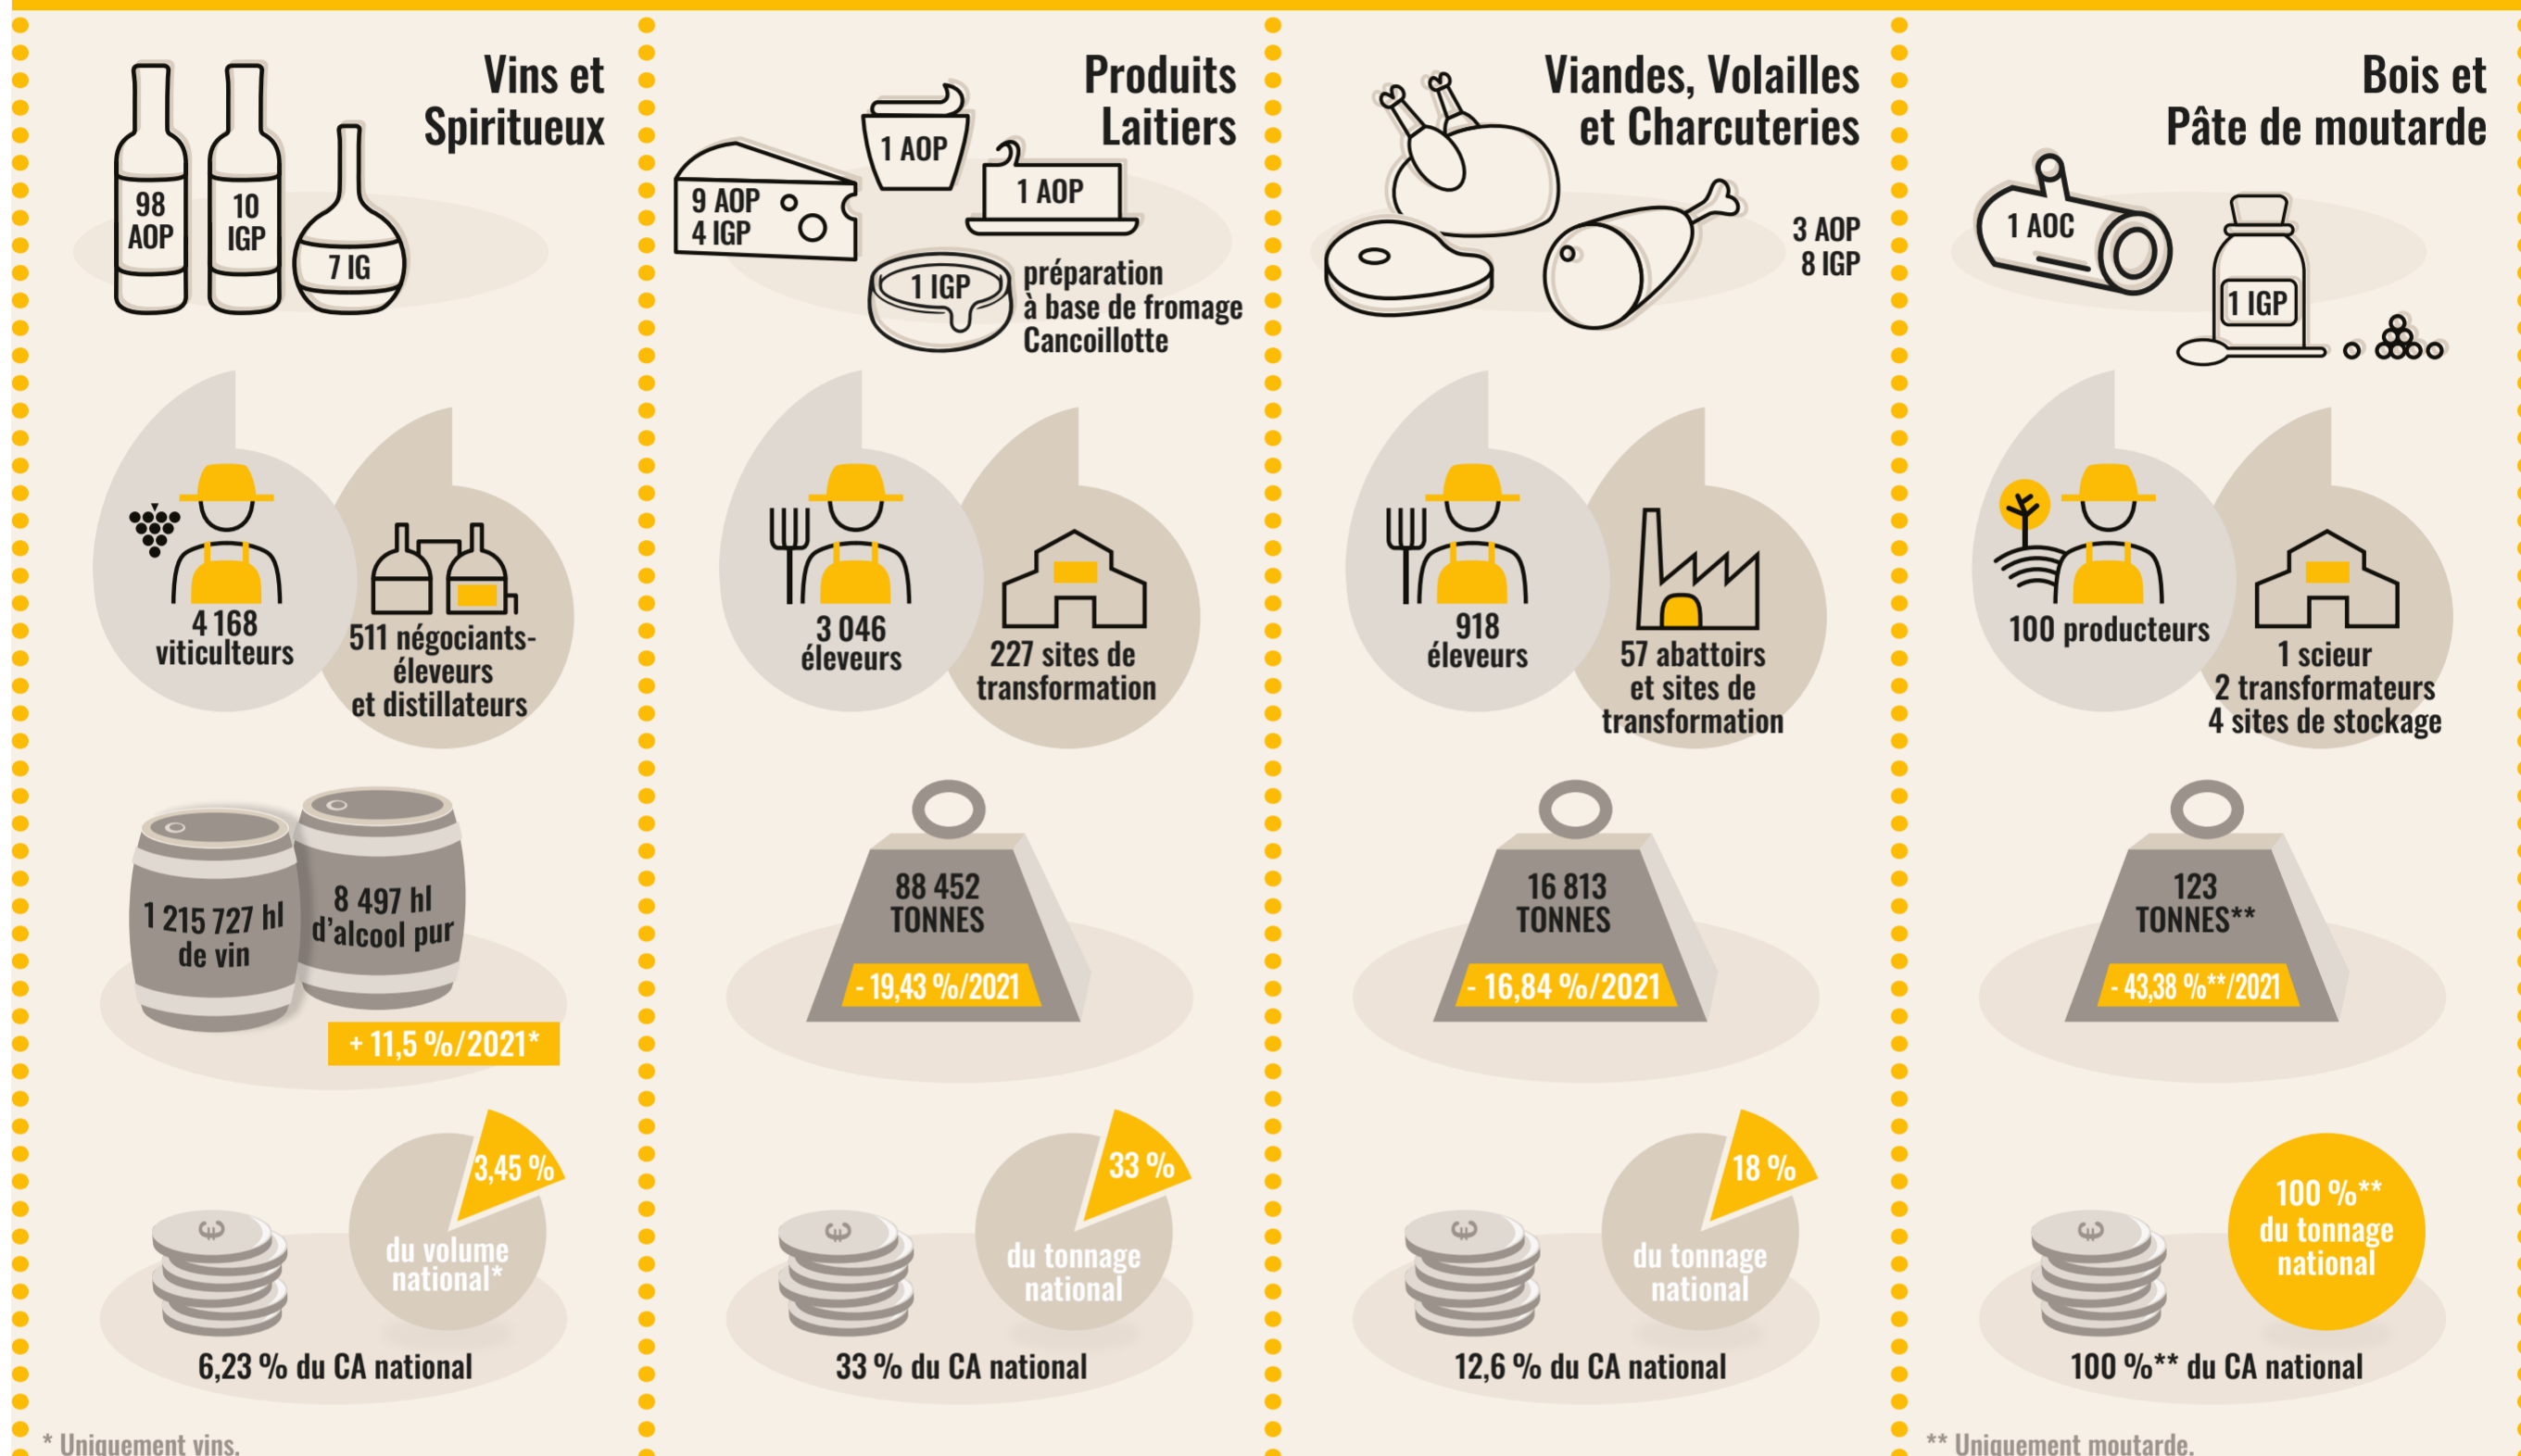 Vins et
Spiritueux
98
AOP
10
IGP
7 IG
4 168
viticulteurs
511 négociants-
éleveurs
et distillateurs
1 215 727 hl
de vin
8 497 hl
d'alcool pur
+ 11,5 %/2021*
3,45 %
du volume
national*
6,23 % du CA national
* Uniquement vins.
Produits
Laitiers
1 AOP
9 AOP
4 IGP
1 AOP
1 IGP
préparation
à base de fromage
Cancoillotte
3 046
éleveurs
227 sites de
transformation
88 452
TONNES
- 19,43 %/2021
33 %
du tonnage
national
33 % du CA national
Viandes, Volailles
et Charcuteries
3 AOP
8 IGP
918
éleveurs
57 abattoirs
et sites de
transformation
16 813
TONNES
- 16,84 %/2021
18 %
du tonnage
national
12,6 % du CA national
Bois et
Pâte de moutarde
1 AOC
1 IGP
100 producteurs
1 scieur
2 transformateurs
4 sites de stockage
123
TONNES**
- 43,38 %**/2021
100 %**
du tonnage
national
100 %** du CA national
** Uniquement moutarde.